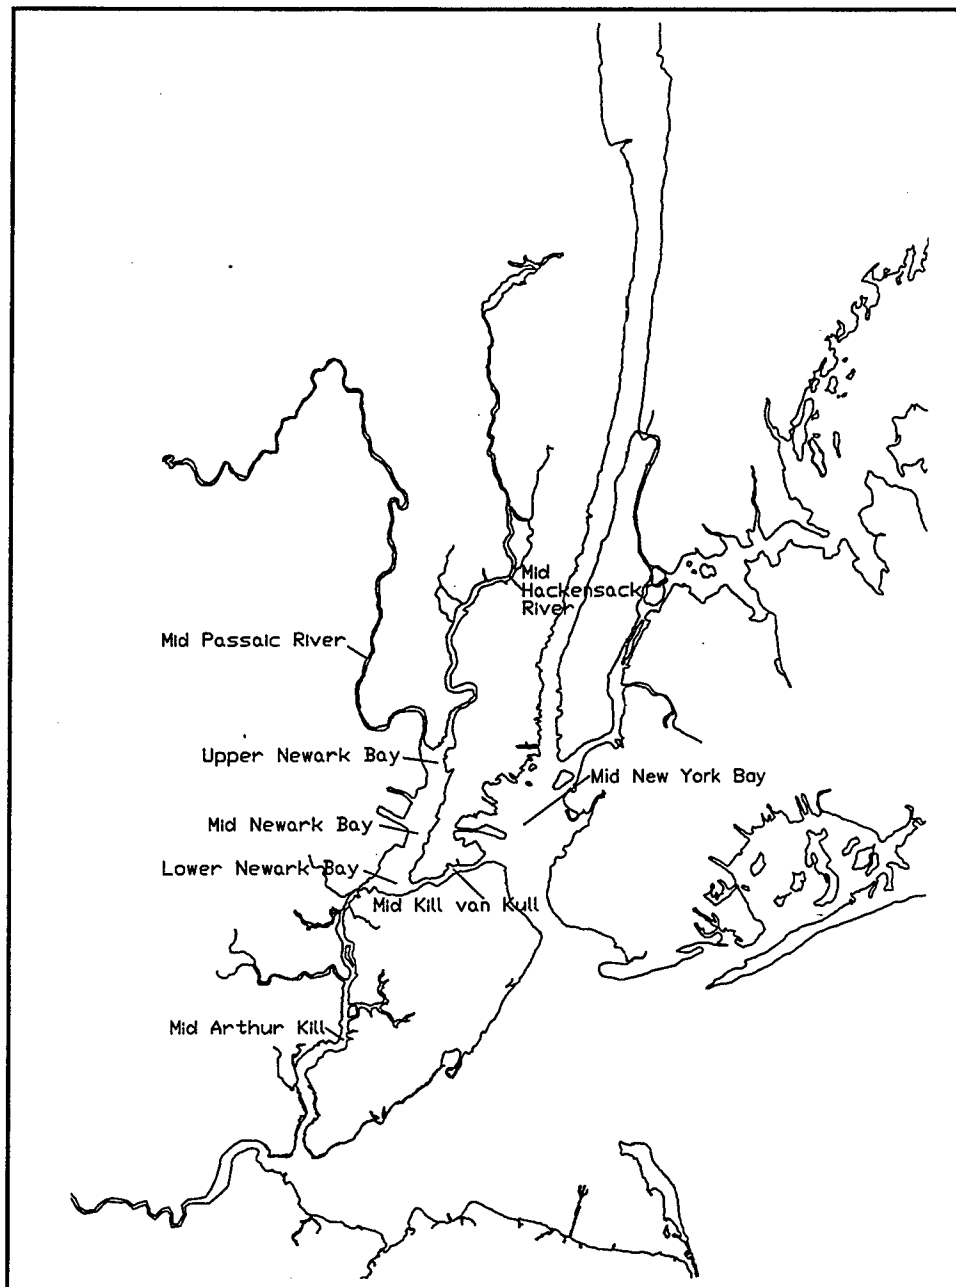 Mid
Hackensack
River
Mid Passaic River
Upper Newark Bay
Mid New York Bay
Mid Newark Bay
Lower Newark Bay
Mid Kill van Kull
Mid Arthur Kill